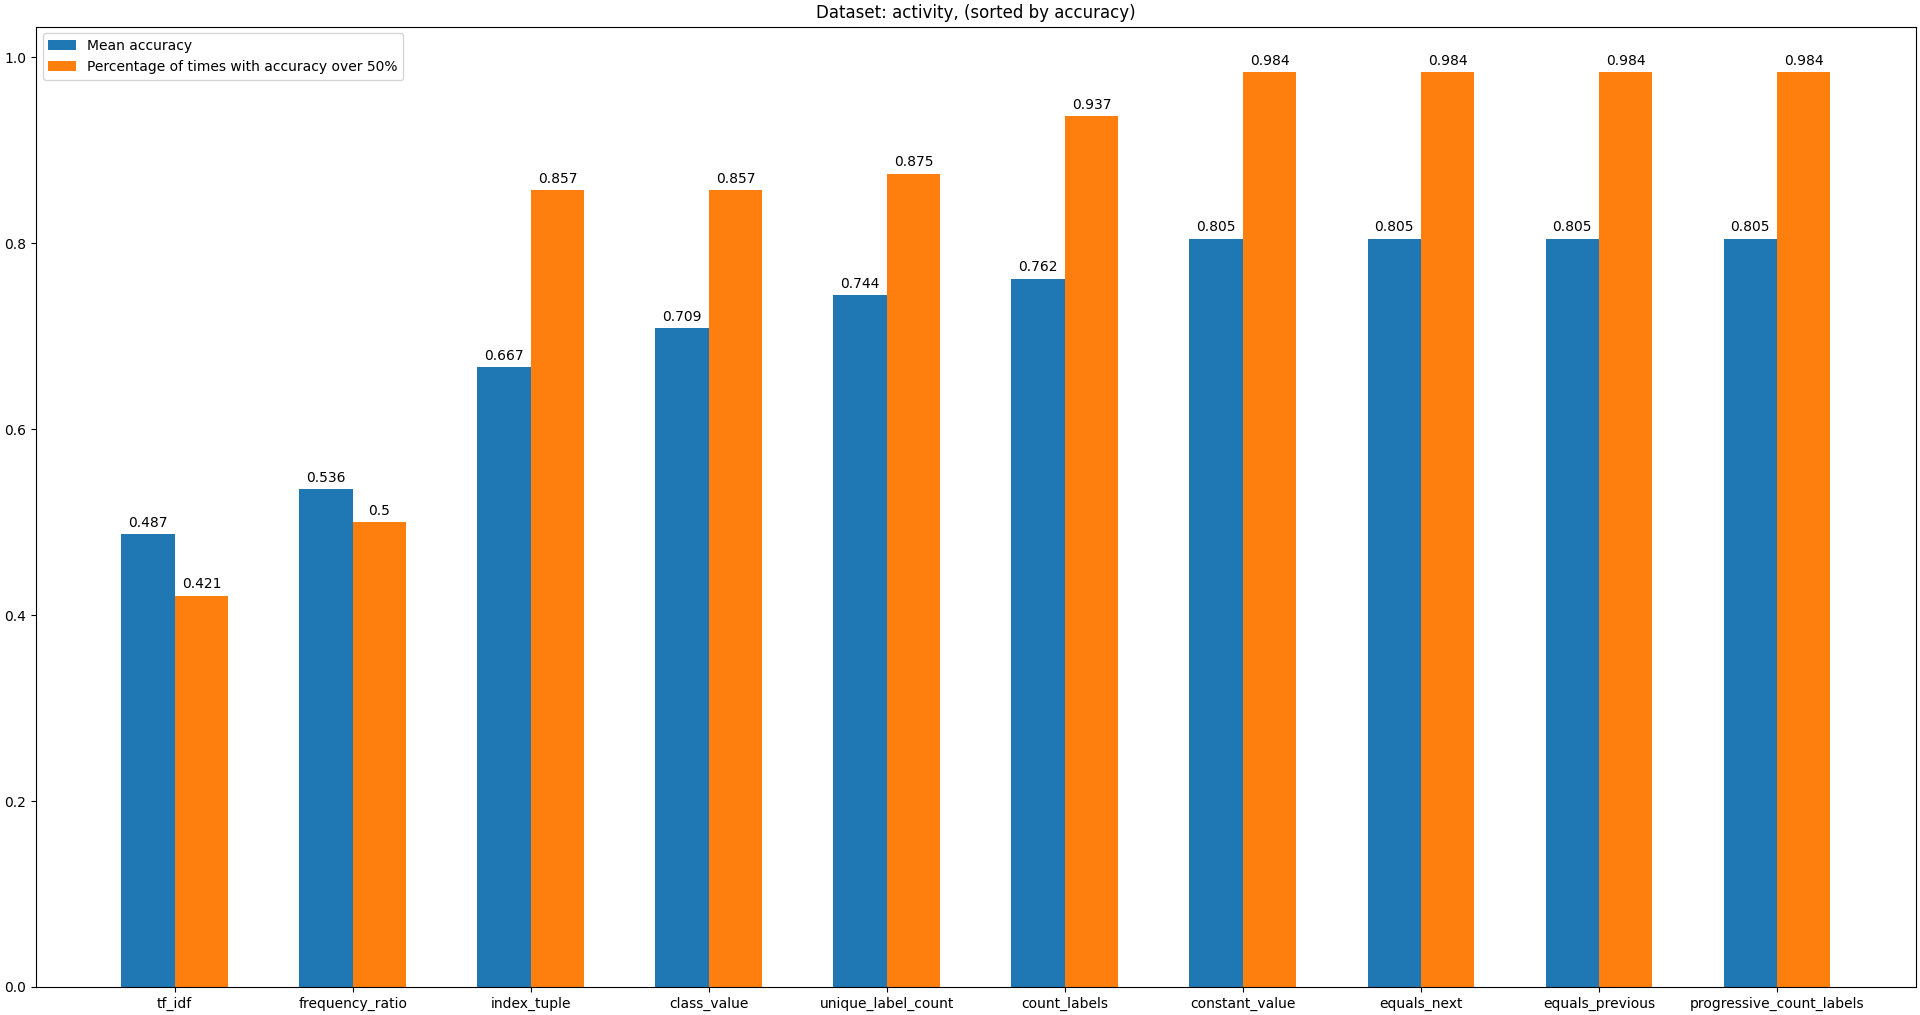 Dataset: activity, (sorted by accuracy)
Mean accuracy
Percentage of times with accuracy over 50%
1.0
0.8
0.6
0.4
0.2
0.0
0.487
0.421
0.536
0.5
0.667
0.857
0.709
0.857
0.744
0.875
0.762
0.937
0.805
0.984
0.805
0.984
0.805
0.984
0.805
0.984
tf_idf
frequency_ratio
index_tuple
class_value
unique_label_count
count_labels
constant_value
equals_next
equals_previous
progressive_count_labels